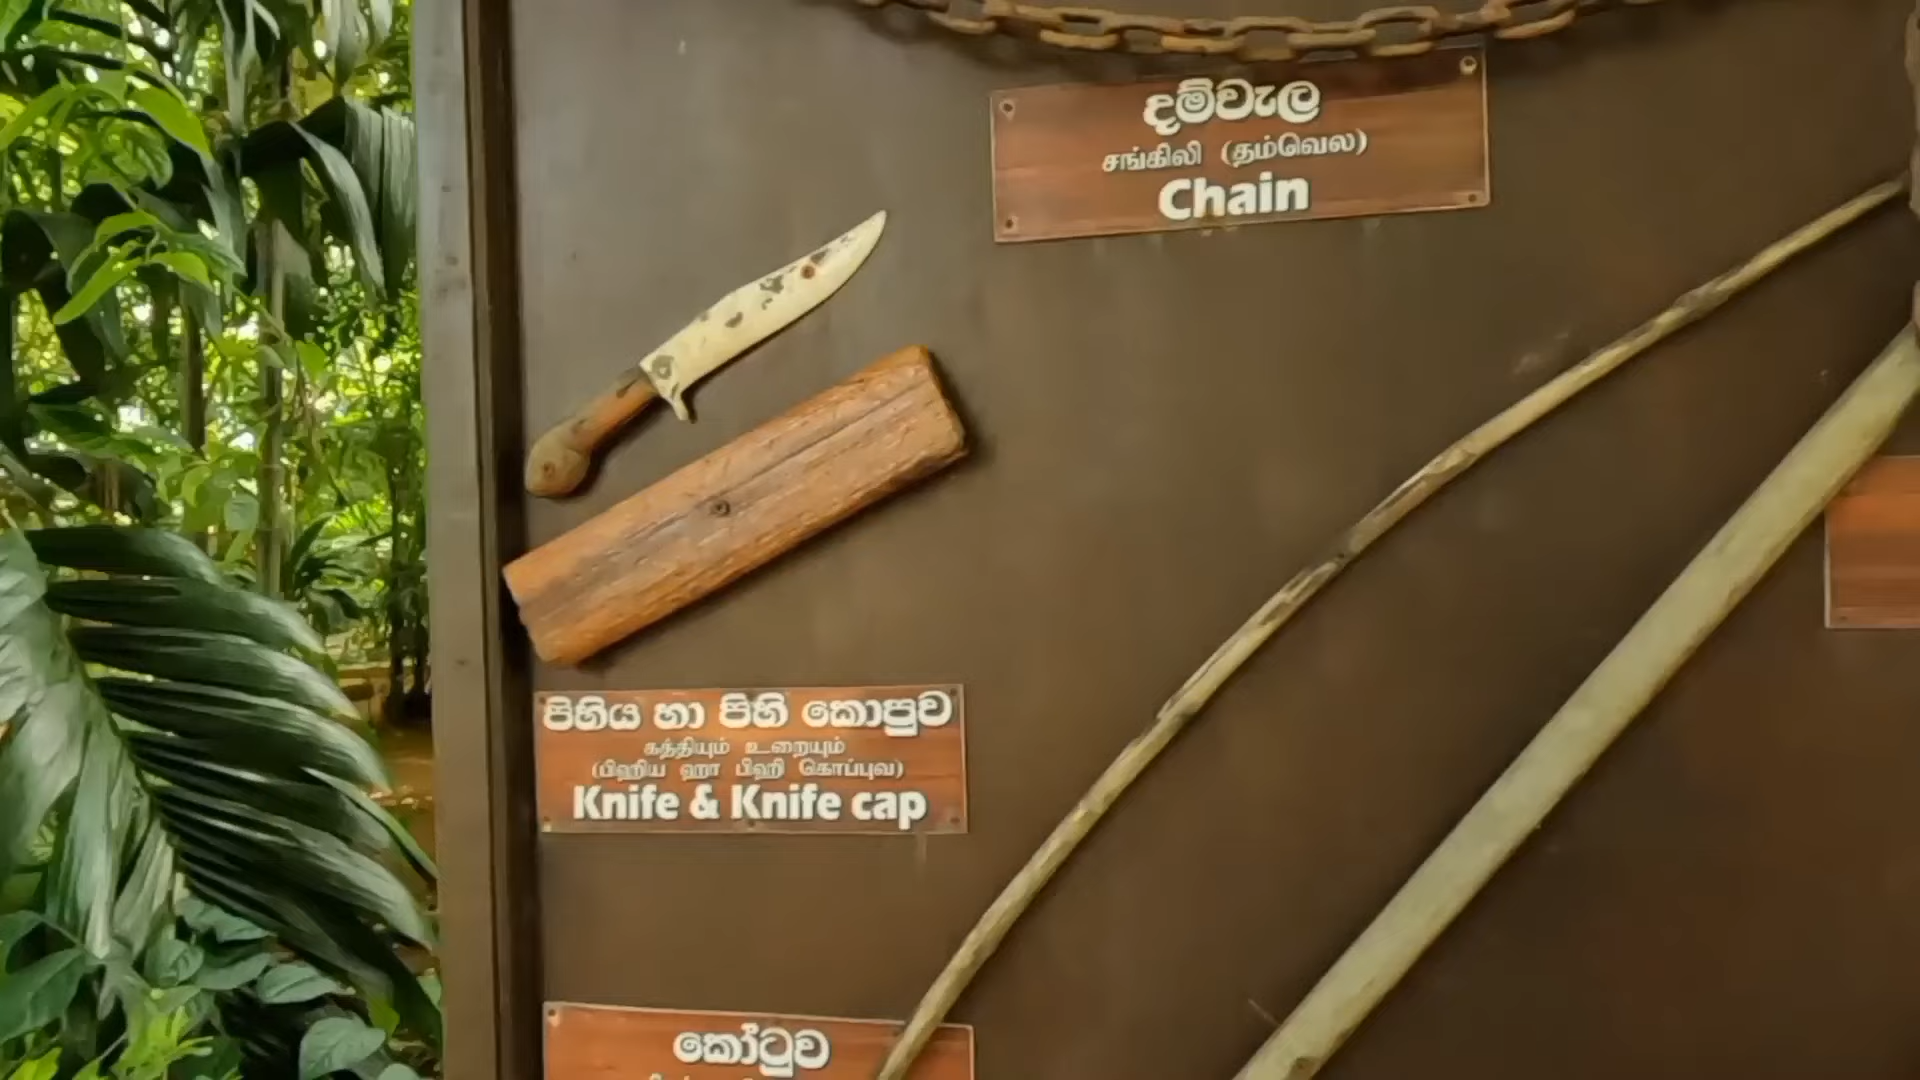 දම්වැල
சங்கிலி (தம்வெல)
Chain
පිහිය හා පිහි කොපුව
கத்தியும் உறையும்
(பிஹிய ஹா பிஹி கொப்புவ)
Knife & Knife cap
කෝටුව